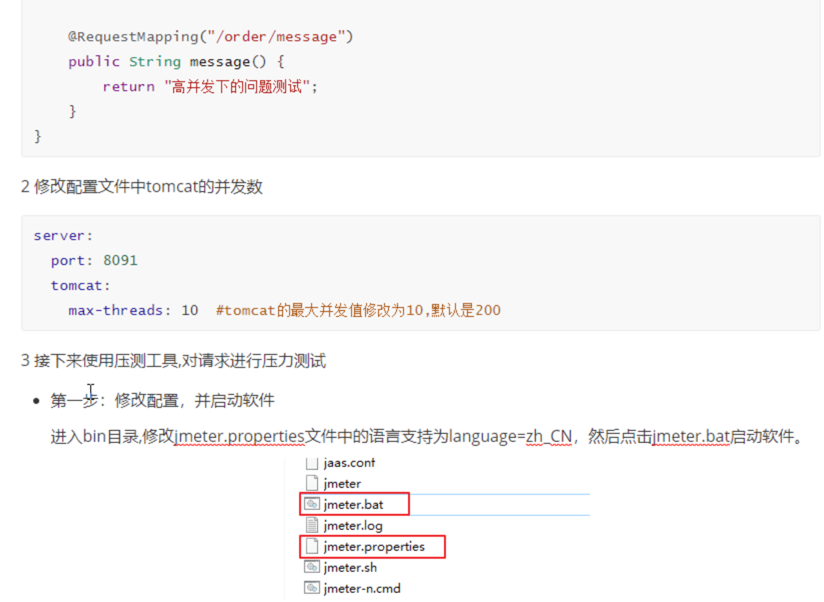 @RequestMapping("/order/message")
public String message() {
return "高并发下的问题测试";
}
}
2 修改配置文件中tomcat的并发数
server:
port: 8091
tomcat:
max-threads: 10 #tomcat的最大并发值修改为10,默认是200
3 接下来使用压测工具,对请求进行压力测试
第一步：修改配置，并启动软件
进入bin目录,修改jmeter.properties文件中的语言支持为language=zh_CN，然后点击jmeter.bat启动软件。
jaas.conf
jmeter
jmeter.bat
jmeter.log
jmeter.properties
jmeter.sh
jmeter-n.cmd